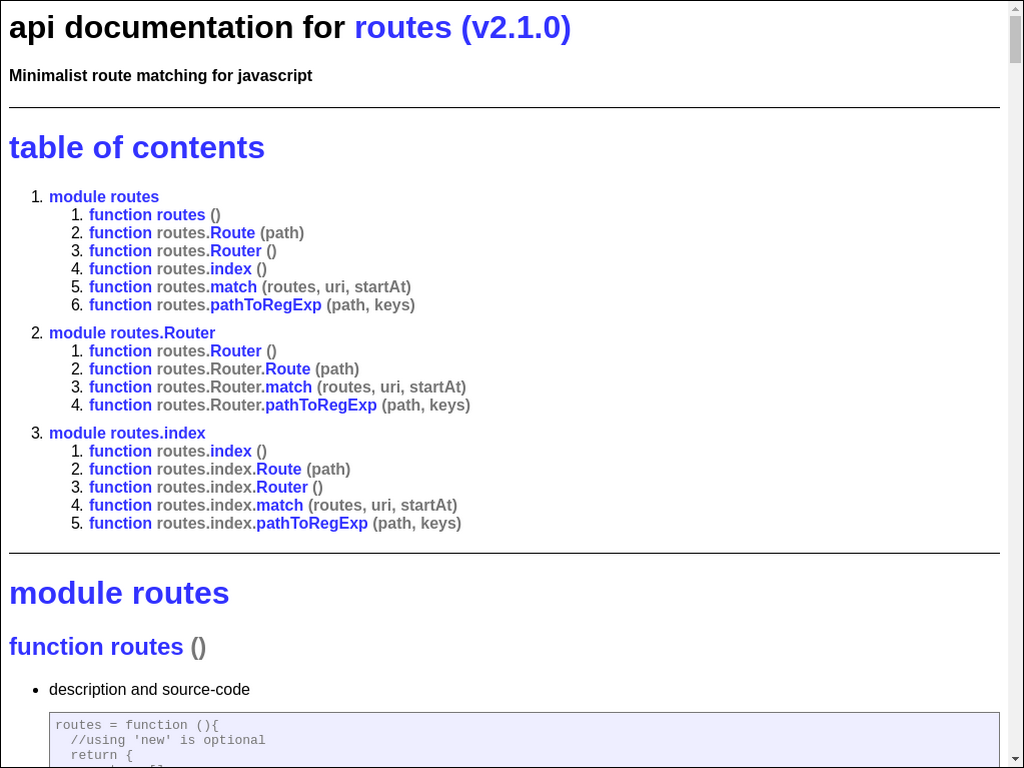 api documentation for routes (v2.1.0)
Minimalist route matching for javascript
table of contents
1. module routes
1. function routes ()
2. function routes.Route (path)
3. function routes.Router ()
4. function routes.index ()
5. function routes.match (routes, uri, startAt)
6. function routes.pathToRegExp (path, keys)
2. module routes.Router
1. function routes.Router ()
2. function routes.Router.Route (path)
3. function routes.Router.match (routes, uri, startAt)
4. function routes.Router.pathToRegExp (path, keys)
3. module routes.index
1. function routes.index ()
2. function routes.index.Route (path)
3. function routes.index.Router ()
4. function routes.index.match (routes, uri, startAt)
5. function routes.index.pathToRegExp (path, keys)
module routes
function routes ()
• description and source-code
routes = function (){
  //using 'new' is optional
  return {